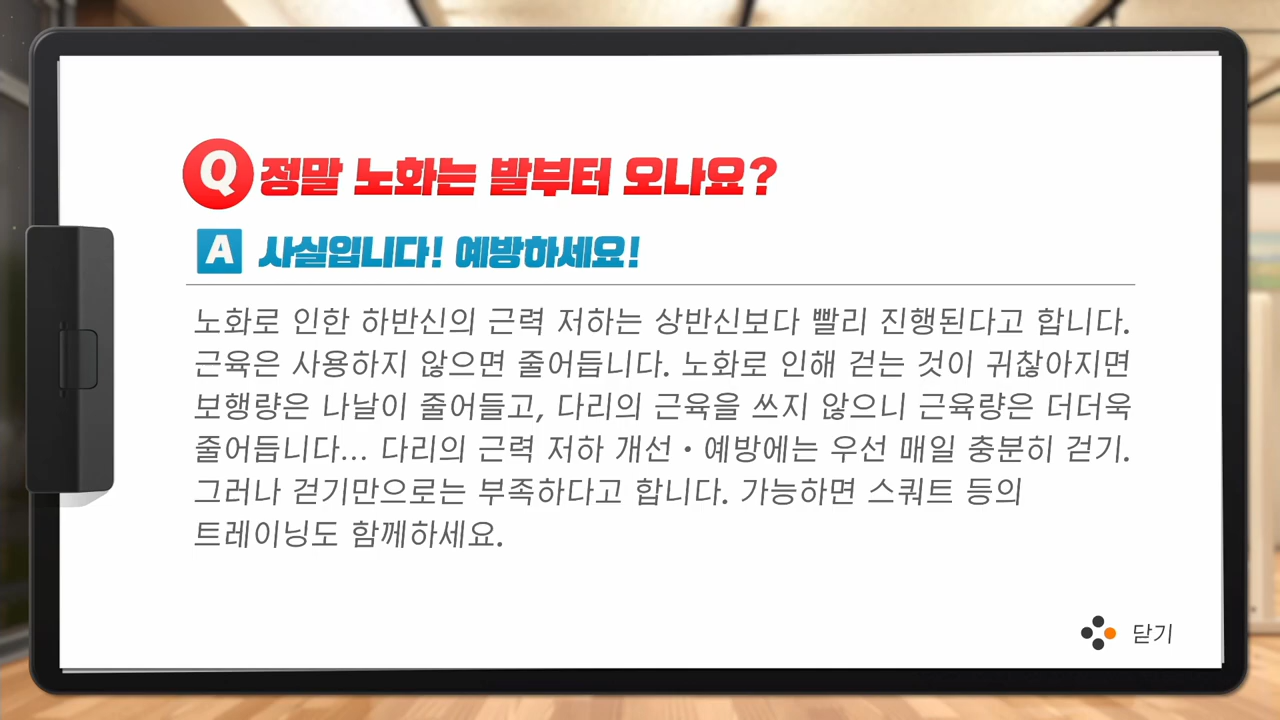 Q 정말 노화는 발부터 오나요?
A 사실입니다! 예방하세요!
노화로 인한 하반신의 근력 저하는 상반신보다 빨리 진행된다고 합니다.
근육은 사용하지 않으면 줄어듭니다. 노화로 인해 걷는 것이 귀찮아지면
보행량은 나날이 줄어들고, 다리의 근육을 쓰지 않으니 근육량은 더더욱
줄어듭니다... 다리의 근력 저하 개선・예방에는 우선 매일 충분히 걷기.
그러나 걷기만으로는 부족하다고 합니다. 가능하면 스쿼트 등의
트레이닝도 함께하세요.
닫기